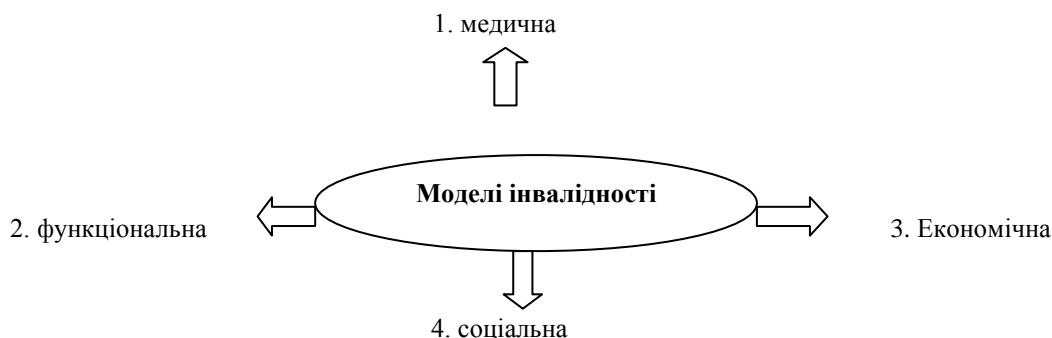 1. медична
Моделі інвалідності
2. функціональна
3. Економічна
4. соціальна